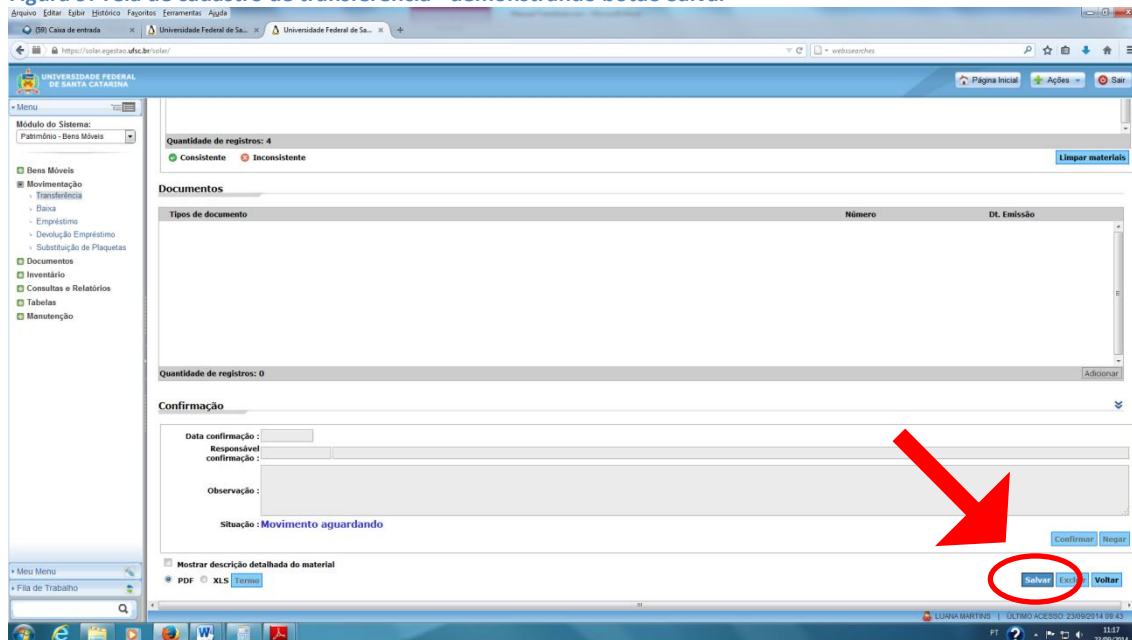 Arquivo Editar Exibir Histórico Favoritos Ferramentas Ajuda
(59) Caixa de entrada × Universidade Federal de Sa... × Universidade Federal de Sa... × +
https://solar.egestao.ufsc.br/solar/ websearches
UNIVERSIDADE FEDERAL
DE SANTA CATARINA
Página Inicial Ações Sair
Menu
Módulo do Sistema:
Patrimônio - Bens Móveis
Bens Móveis
Movimentação
Transferência
Baixa
Empréstimo
Devolução Empréstimo
Substituição de Plaquetas
Documentos
Inventário
Consultas e Relatórios
Tabelas
Manutenção
Meu Menu
Fila de Trabalho
Quantidade de registros: 4
Consistente Inconsistente Limpar materiais
Documentos
Tipos de documento Número Dt. Emissão
Quantidade de registros: 0 Adicionar
Confirmação
Data confirmação :
Responsável
confirmação :
Observação :
Situação : Movimento aguardando
Confirmar Negar
Mostrar descrição detalhada do material
PDF XLS Termo Salvar Excluir Voltar
LUANA MARTINS | ÚLTIMO ACESSO: 23/09/2014 09:43
PT 11:17